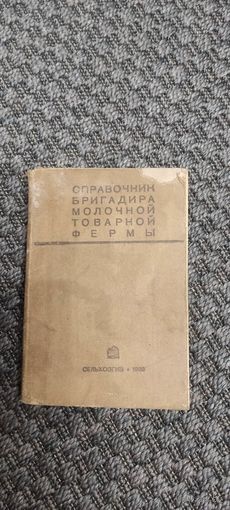 СПРАВОЧНИК
БРИГАДИРА
МОЛОЧНОЙ
ТОВАРНОЙ
ФЕРМЫ
СЕЛЬХОЗГИЗ